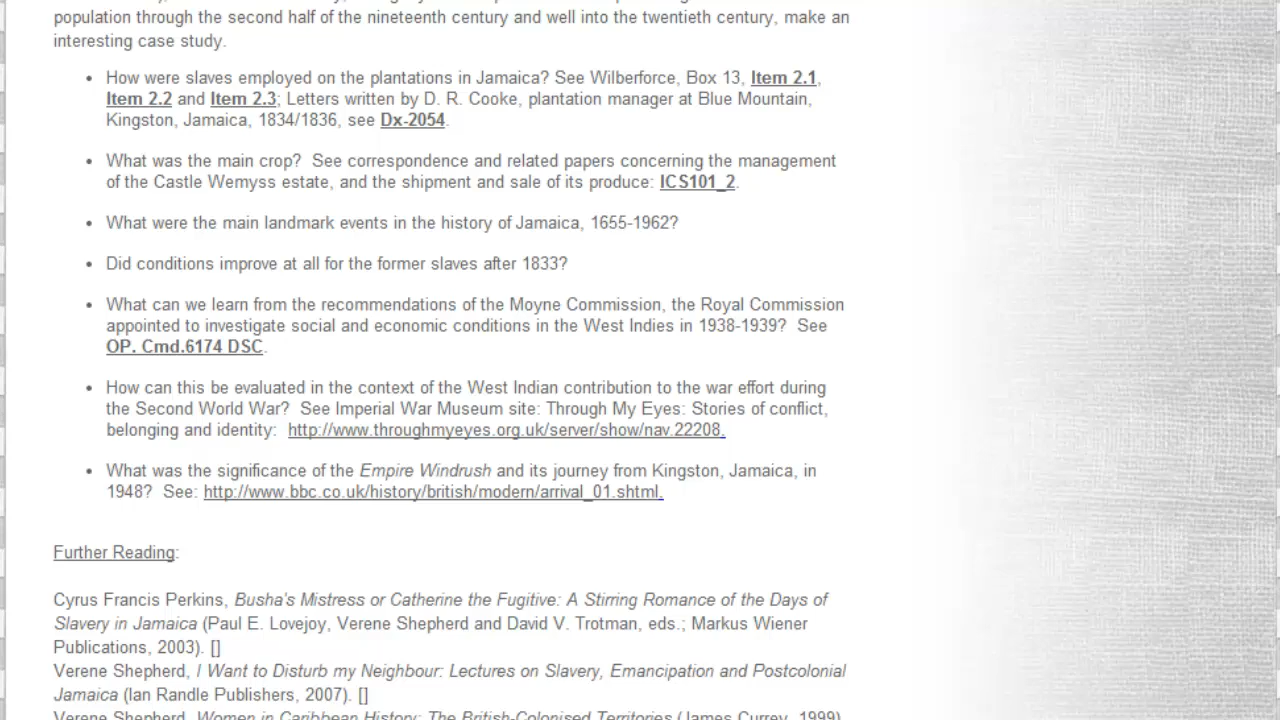 population through the second half of the nineteenth century and well into the twentieth century, make an
interesting case study.
• How were slaves employed on the plantations in Jamaica? See Wilberforce, Box 13, Item 2.1,
Item 2.2 and Item 2.3; Letters written by D. R. Cooke, plantation manager at Blue Mountain,
Kingston, Jamaica, 1834/1836, see Dx-2054.
• What was the main crop?  See correspondence and related papers concerning the management
of the Castle Wemyss estate, and the shipment and sale of its produce: ICS101_2.
• What were the main landmark events in the history of Jamaica, 1655-1962?
• Did conditions improve at all for the former slaves after 1833?
• What can we learn from the recommendations of the Moyne Commission, the Royal Commission
appointed to investigate social and economic conditions in the West Indies in 1938-1939?  See
OP. Cmd.6174 DSC.
• How can this be evaluated in the context of the West Indian contribution to the war effort during
the Second World War?  See Imperial War Museum site: Through My Eyes: Stories of conflict,
belonging and identity:  http://www.throughmyeyes.org.uk/server/show/nav.22208.
• What was the significance of the Empire Windrush and its journey from Kingston, Jamaica, in
1948?  See: http://www.bbc.co.uk/history/british/modern/arrival_01.shtml.
Further Reading:
Cyrus Francis Perkins, Busha's Mistress or Catherine the Fugitive: A Stirring Romance of the Days of
Slavery in Jamaica (Paul E. Lovejoy, Verene Shepherd and David V. Trotman, eds.; Markus Wiener
Publications, 2003). []
Verene Shepherd, I Want to Disturb my Neighbour: Lectures on Slavery, Emancipation and Postcolonial
Jamaica (Ian Randle Publishers, 2007). []
Verene Shepherd, Women in Caribbean History: The British-Colonised Territories (James Currey, 1999)